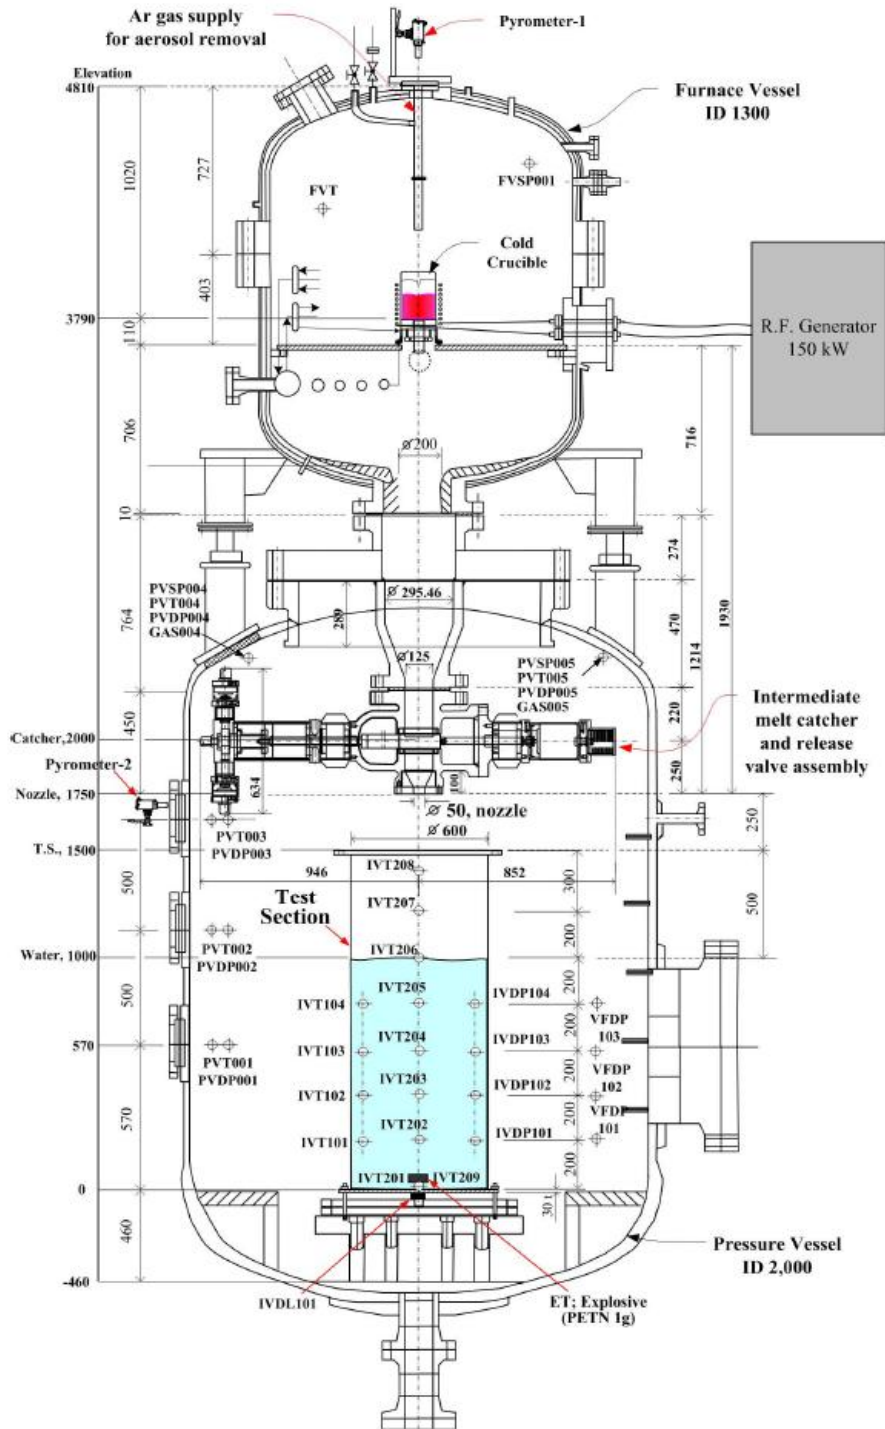 Ar gas supply
for aerosol removal
Pyrometer-1
Elevation
4810
Furnace Vessel
ID 1300
1020
727
FVT
FVSP001
Cold
Crucible
403
3790
110
R.F. Generator
150 kW
706
⌀200
716
10
274
PVSP004
PVT004
PVDP004
GAS004
764
289
⌀ 295.46
470
1930
1214
⌀125
PVSP005
PVT005
PVDP005
GAS005
450
220
Intermediate
melt catcher
and release
valve assembly
Catcher,2000
Pyrometer-2
634
100
250
Nozzle, 1750
⌀ 50, nozzle
⌀ 600
PVT003
PVDP003
250
T.S., 1500
946
852
IVT208
300
500
500
Test
Section
IVT207
200
PVT002
PVDP002
IVT206
Water, 1000
200
IVT205
IVT104
IVDP104
500
VFDP
103
200
IVT204
IVT103
IVDP103
570
PVT001
PVDP001
VFDP
102
200
IVT203
IVT102
IVDP102
VFDP
101
200
570
IVT202
IVT101
IVDP101
200
IVT201
IVT209
0
30 t
460
Pressure Vessel
ID 2,000
-460
IVDL101
ET; Explosive
(PETN 1g)